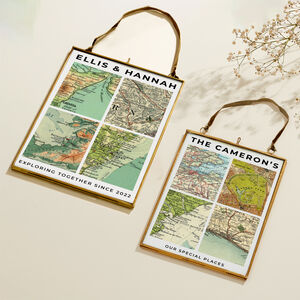 ELLIS & HANNAH
EXPLORING TOGETHER SINCE 2022
THE CAMERON'S
OUR SPECIAL PLACES